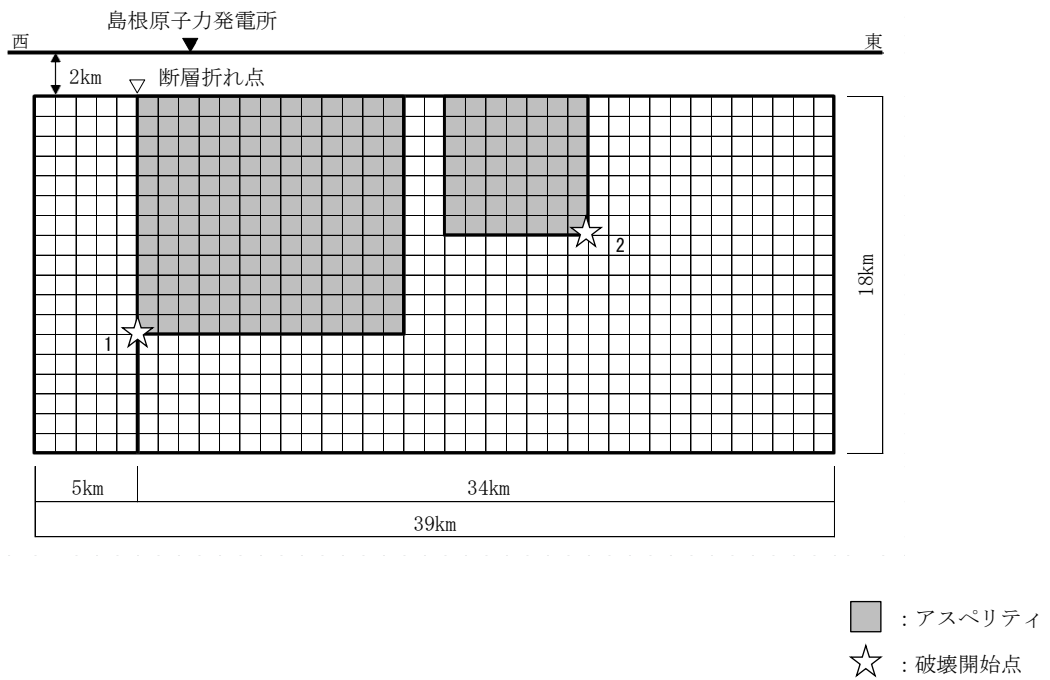 島根原子力発電所
西
東
2km
断層折れ点
1
2
18km
5km
34km
39km
：アスペリティ
：破壊開始点